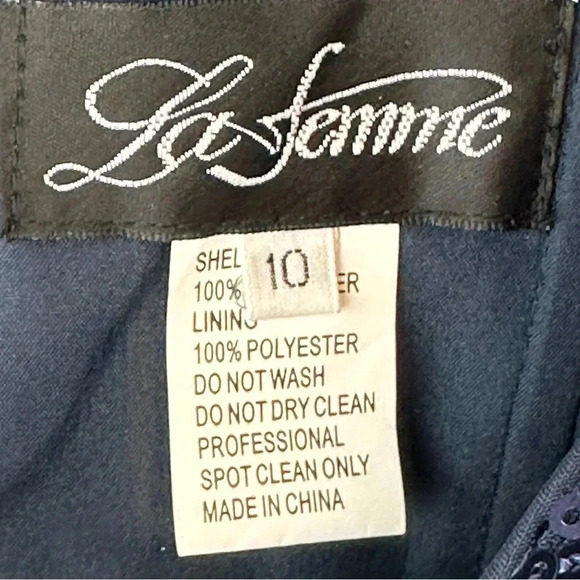 La Femme
10
SHEL
100% ER
LINING
100% POLYESTER
DO NOT WASH
DO NOT DRY CLEAN
PROFESSIONAL
SPOT CLEAN ONLY
MADE IN CHINA